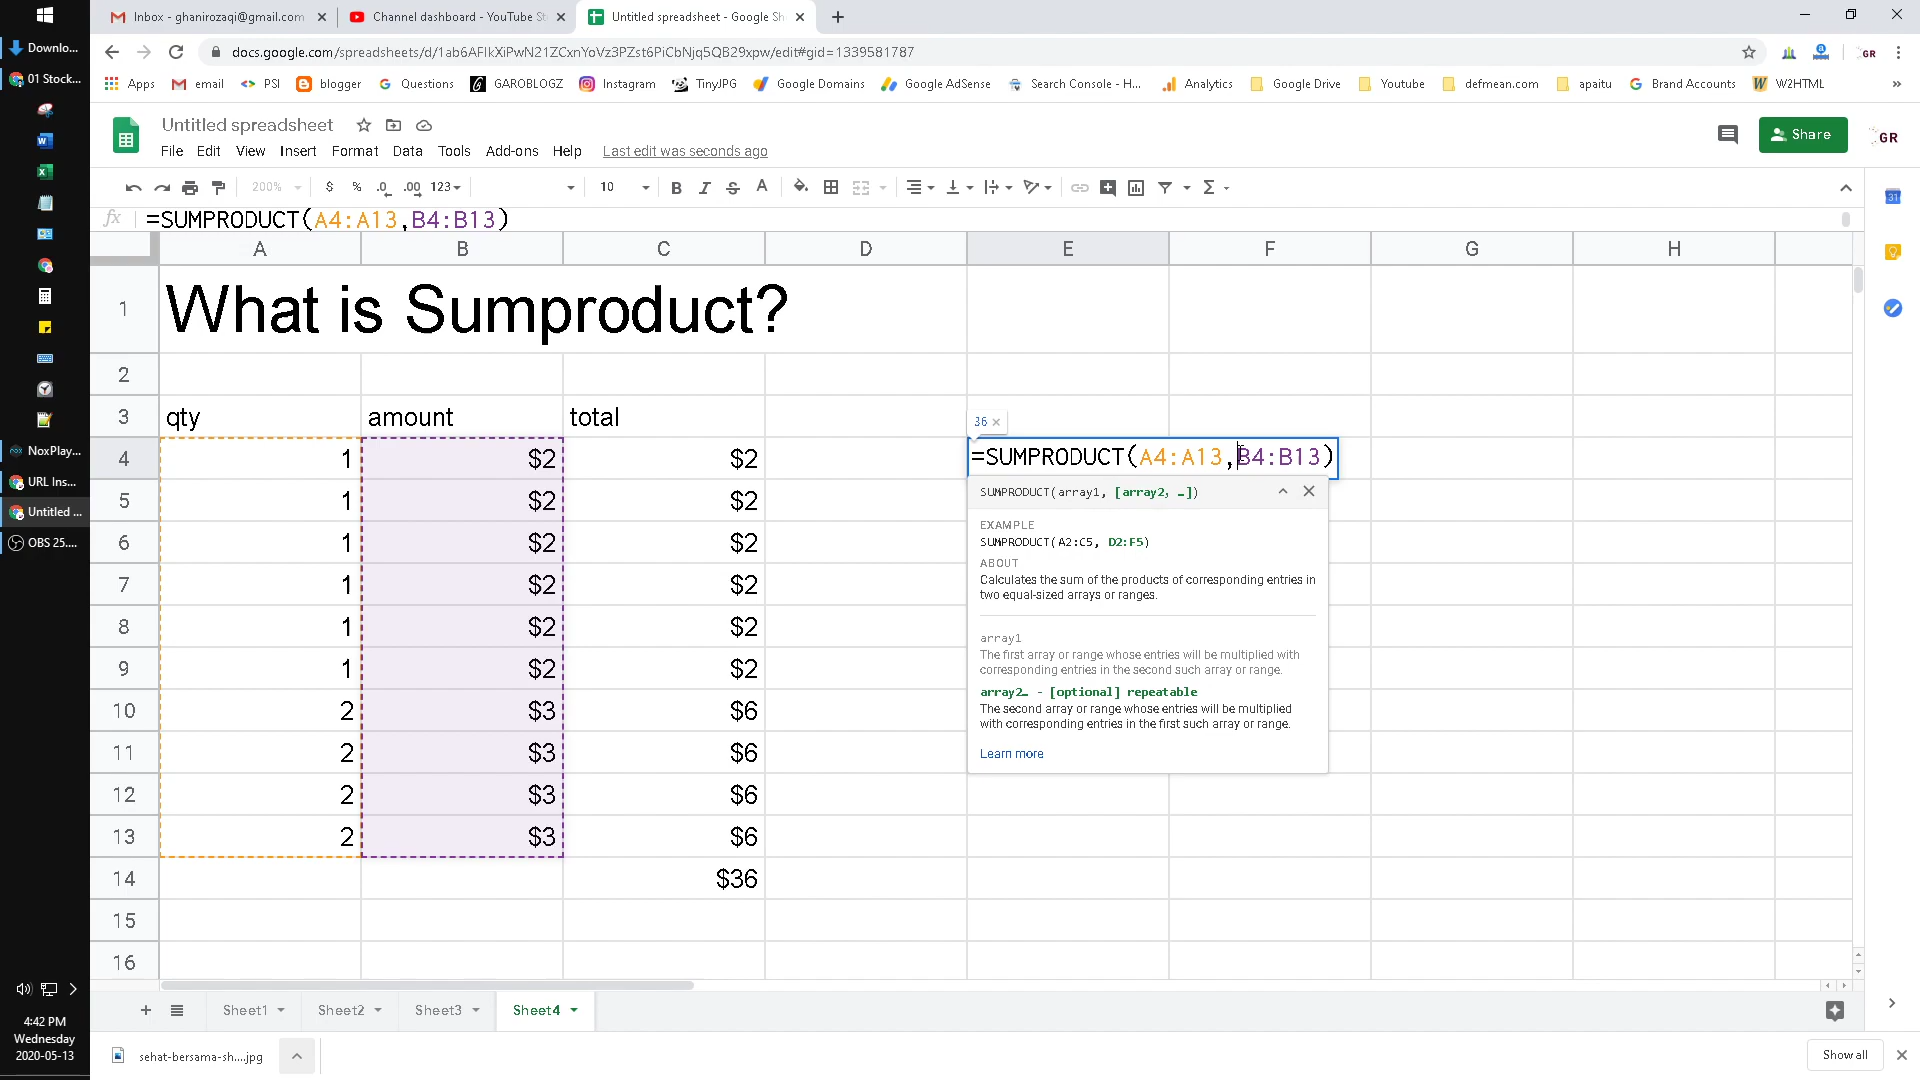 Inbox - ghanirozaqi@gmail.com
Channel dashboard - YouTube St
Untitled spreadsheet - Google Sh
docs.google.com/spreadsheets/d/1ab6AFlkXiPwN21ZCxnYoVz3PZst6PiCbNjq5QB29xpw/edit#gid=1339581787
Apps email PSI blogger Questions GAROBLOGZ Instagram TinyJPG Google Domains Google AdSense Search Console - H... Analytics Google Drive Youtube defmean.com apaitu Brand Accounts W2HTML
Untitled spreadsheet
Share
GR
File Edit View Insert Format Data Tools Add-ons Help Last edit was seconds ago
200% $ % .0 .00 123 10 B I S A
fx =SUMPRODUCT(A4:A13,B4:B13)
A B C D E F G H
1 What is Sumproduct?
2
3 qty amount total
36
4 1 $2 $2 =SUMPRODUCT(A4:A13,B4:B13)
5 1 $2 $2
6 1 $2 $2
7 1 $2 $2
8 1 $2 $2
9 1 $2 $2
10 2 $3 $6
11 2 $3 $6
12 2 $3 $6
13 2 $3 $6
14 $36
15
16
SUMPRODUCT(array1, [array2, …])
EXAMPLE
SUMPRODUCT(A2:C5, D2:F5)
ABOUT
Calculates the sum of the products of corresponding entries in
two equal-sized arrays or ranges.
array1
The first array or range whose entries will be multiplied with
corresponding entries in the second such array or range.
array2… - [optional] repeatable
The second array or range whose entries will be multiplied
with corresponding entries in the first such array or range.
Learn more
Sheet1 Sheet2 Sheet3 Sheet4
sehat-bersama-sh....jpg
Show all
Downlo...
01 Stock...
NoxPlay...
URL Ins...
Untitled ...
OBS 25....
4:42 PM
Wednesday
2020-05-13